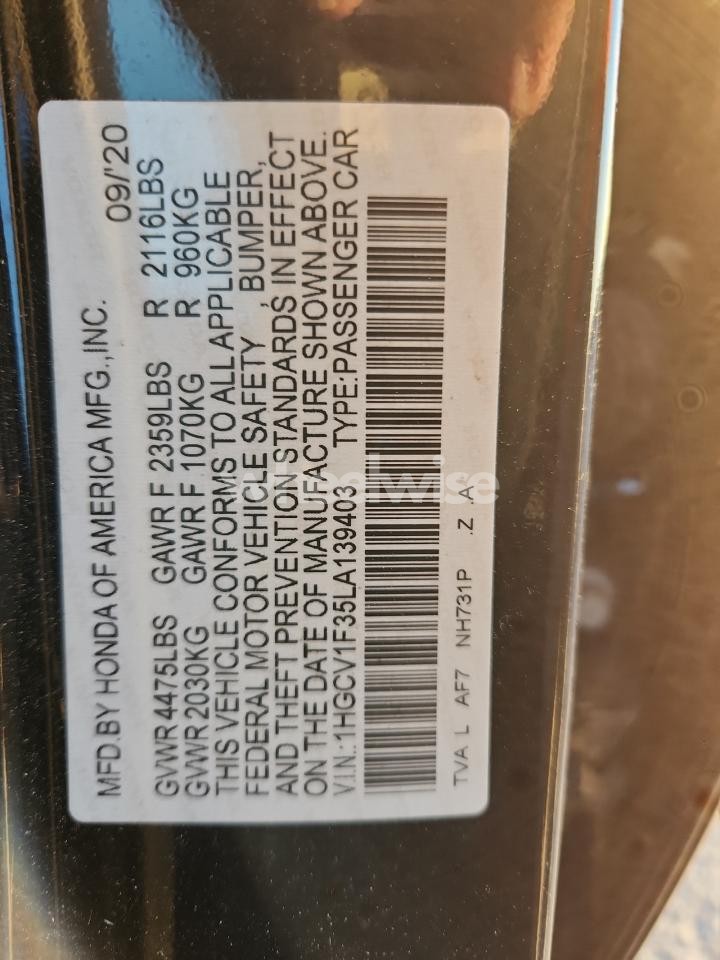 MFD.BY HONDA OF AMERICA MFG.,INC. 09/'20
GVWR 4475LBS GAWR F 2359LBS R 2116LBS
GVWR 2030KG GAWR F 1070KG R 960KG
THIS VEHICLE CONFORMS TO ALL APPLICABLE
FEDERAL MOTOR VEHICLE SAFETY, BUMPER,
AND THEFT PREVENTION STANDARDS IN EFFECT
ON THE DATE OF MANUFACTURE SHOWN ABOVE.
V.I.N.:1HGCV1F35LA139403 TYPE:PASSENGER CAR
TVA L AF7 NH731P .Z .A
wheelwise